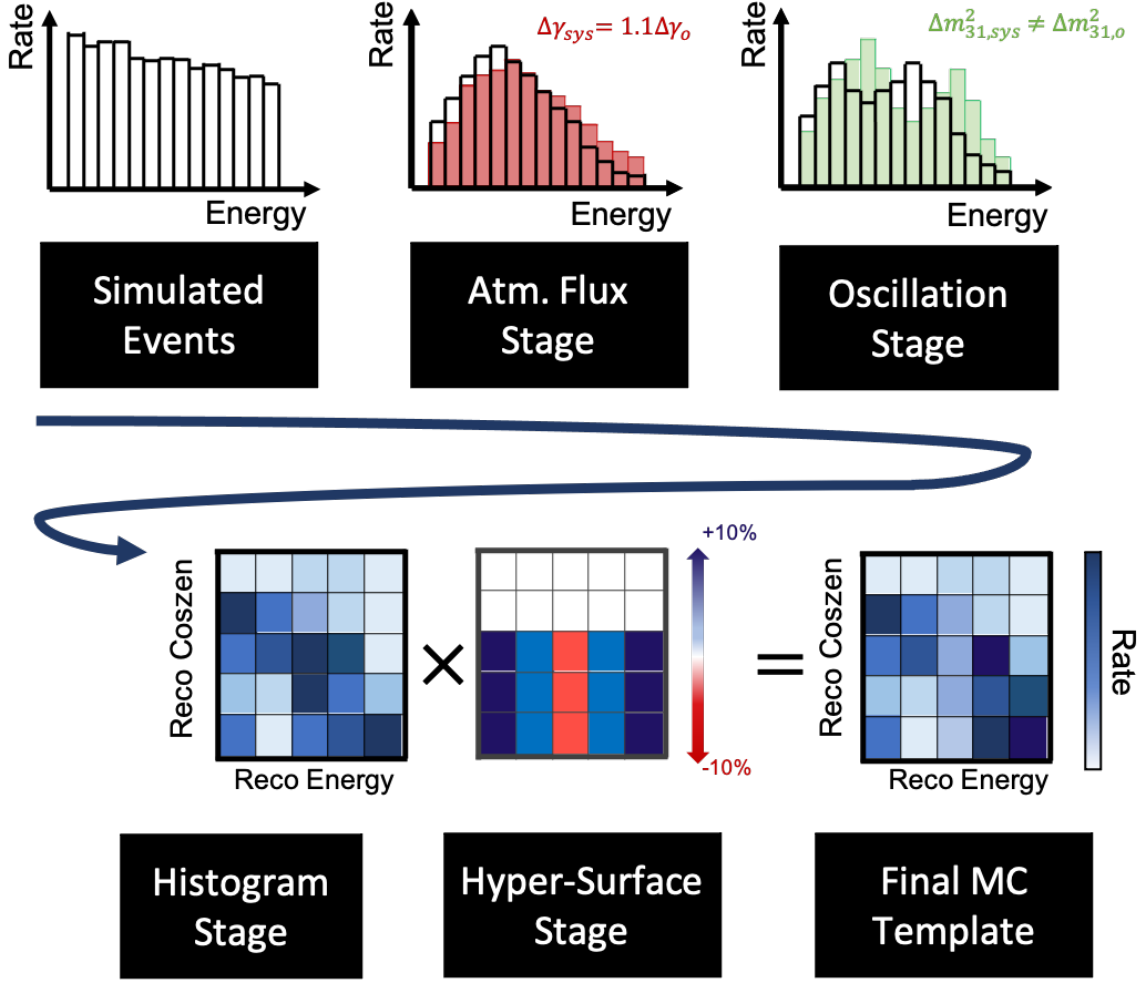 Rate
Energy
Rate
Δγsys= 1.1Δγo
Energy
Rate
Δm²31,sys ≠ Δm²31,o
Energy
Simulated
Events
Atm. Flux
Stage
Oscillation
Stage
Reco Coszen
Reco Energy
×
+10%
-10%
=
Reco Coszen
Reco Energy
Rate
Histogram
Stage
Hyper-Surface
Stage
Final MC
Template